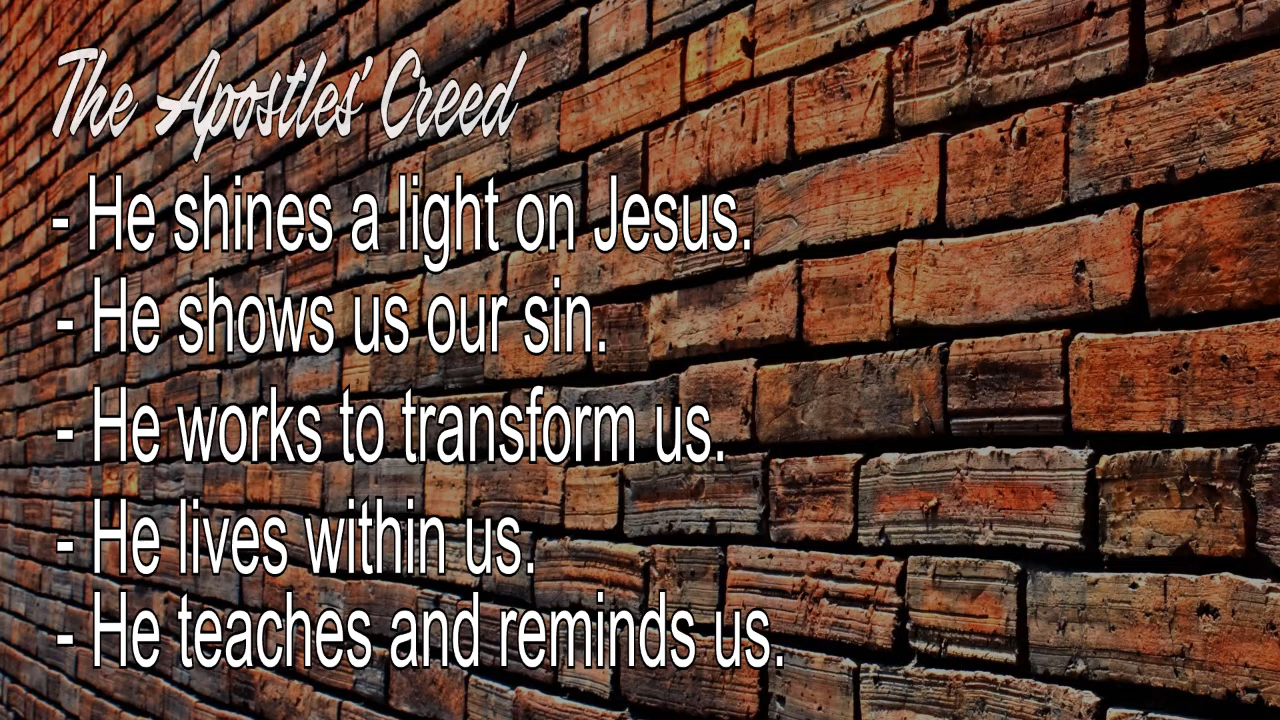 The Apostles' Creed
- He shines a light on Jesus.
- He shows us our sin.
- He works to transform us.
- He lives within us.
- He teaches and reminds us.